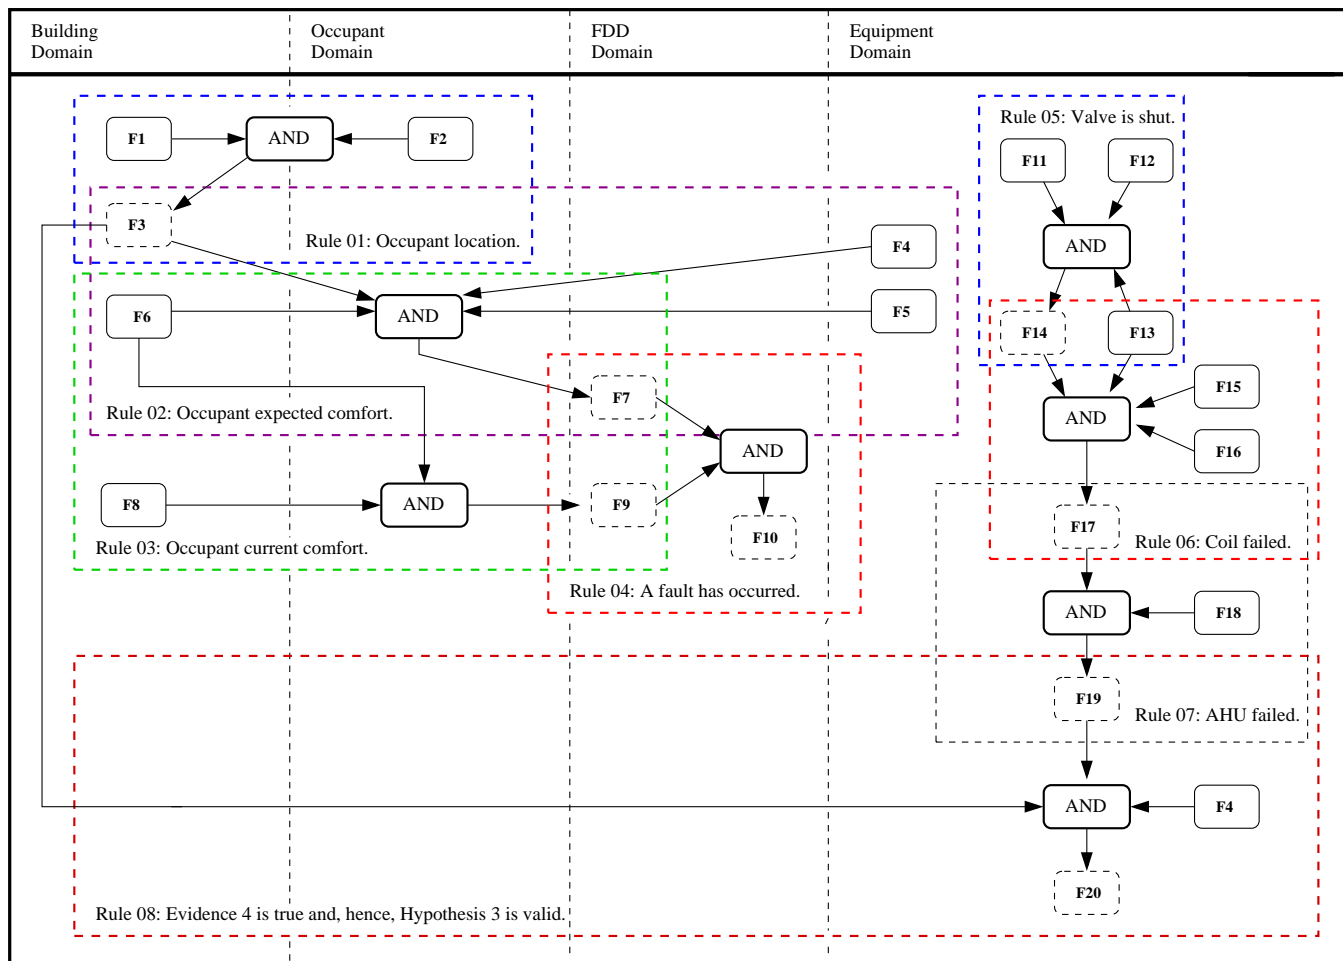 Building
Domain
Occupant
Domain
FDD
Domain
Equipment
Domain
F1
AND
F2
Rule 05: Valve is shut.
F11
F12
F3
Rule 01: Occupant location.
F4
AND
F6
AND
F5
F14
F13
F7
F15
Rule 02: Occupant expected comfort.
AND
AND
F16
F8
AND
F9
F10
F17
Rule 03: Occupant current comfort.
Rule 06: Coil failed.
Rule 04: A fault has occurred.
AND
F18
F19
Rule 07: AHU failed.
AND
F4
F20
Rule 08: Evidence 4 is true and, hence, Hypothesis 3 is valid.